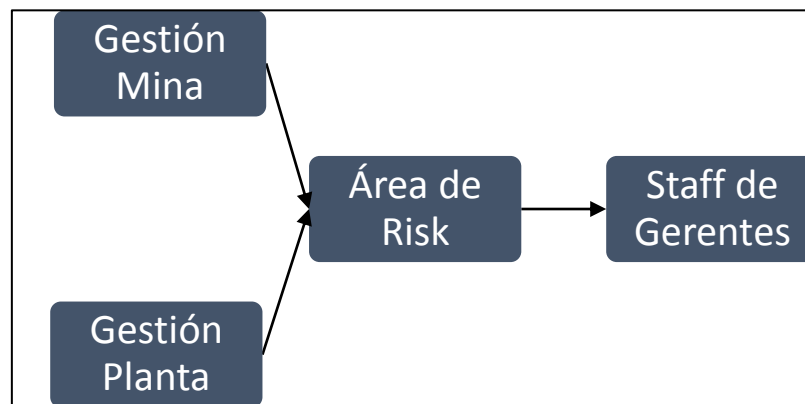 Gestión
Mina
Área de
Risk
Staff de
Gerentes
Gestión
Planta